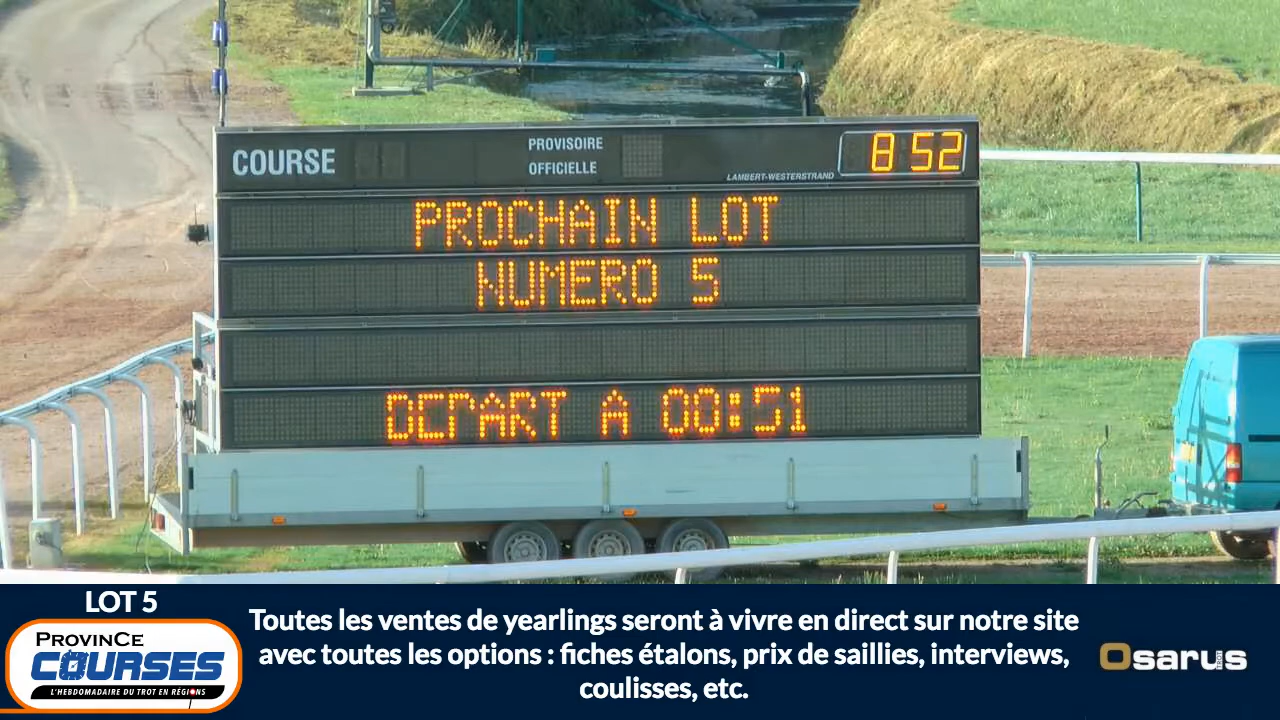 COURSE
PROVISOIRE
OFFICIELLE
LAMBERT-WESTERSTRAND
8 52
PROCHAIN LOT
NUMERO 5
DEPART A 08:51
LOT 5
PROVINCE
COURSES
L'HEBDOMADAIRE DU TROT EN RÉGIONS
Toutes les ventes de yearlings seront à vivre en direct sur notre site
avec toutes les options : fiches étalons, prix de saillies, interviews,
coulisses, etc.
Osarus